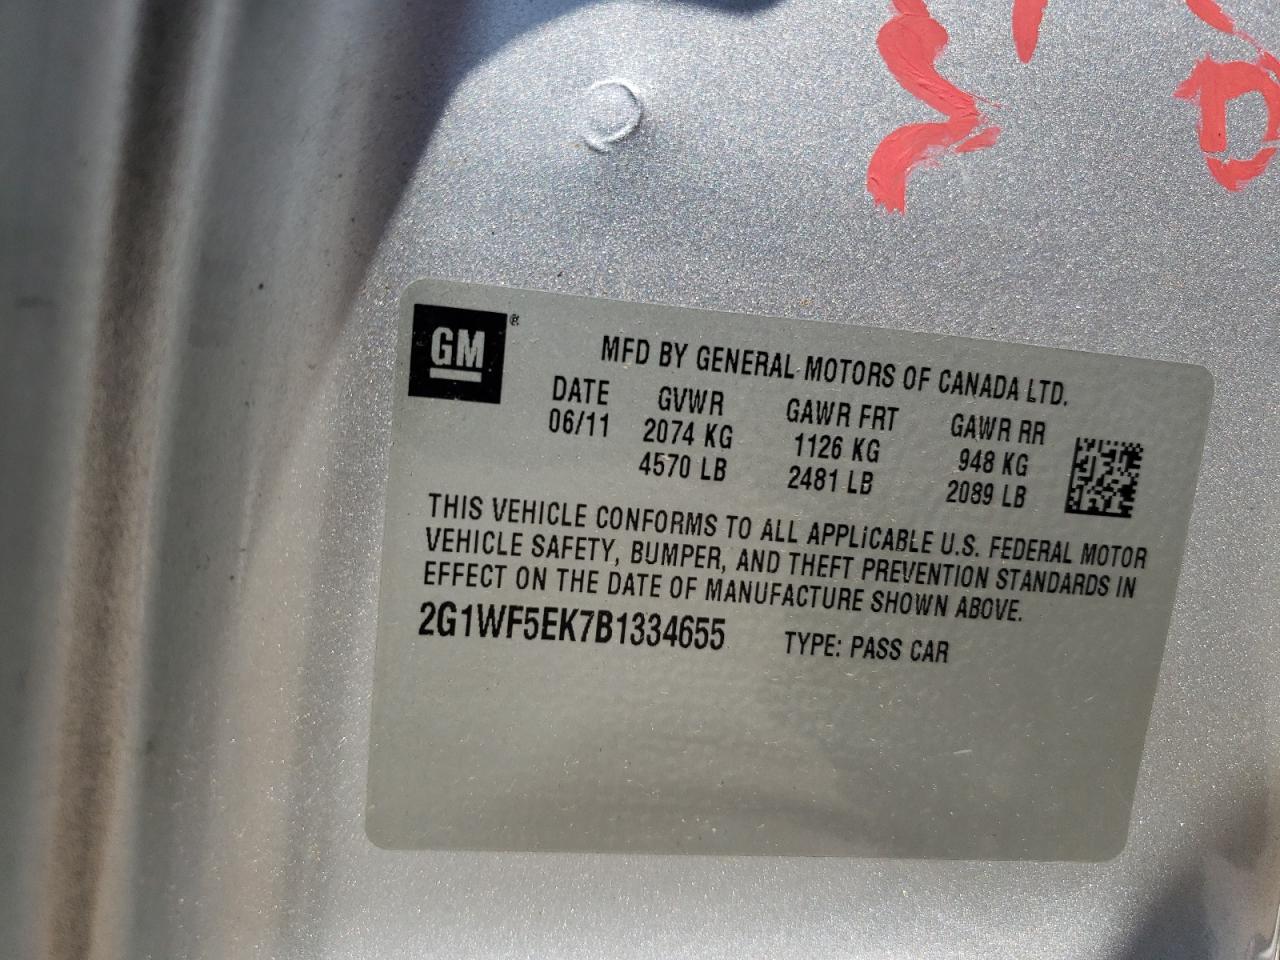 GM®
MFD BY GENERAL MOTORS OF CANADA LTD.
DATE GVWR GAWR FRT GAWR RR
06/11 2074 KG 1126 KG 948 KG
4570 LB 2481 LB 2089 LB
THIS VEHICLE CONFORMS TO ALL APPLICABLE U.S. FEDERAL MOTOR
VEHICLE SAFETY, BUMPER, AND THEFT PREVENTION STANDARDS IN
EFFECT ON THE DATE OF MANUFACTURE SHOWN ABOVE.
2G1WF5EK7B1334655 TYPE: PASS CAR